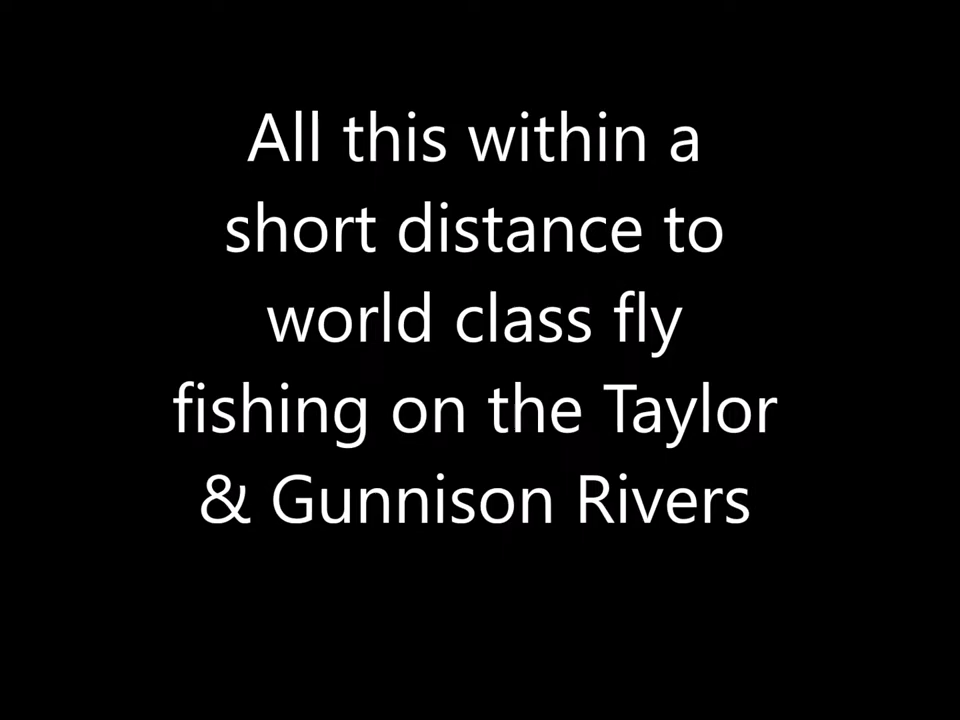 All this within a
short distance to
world class fly
fishing on the Taylor
& Gunnison Rivers